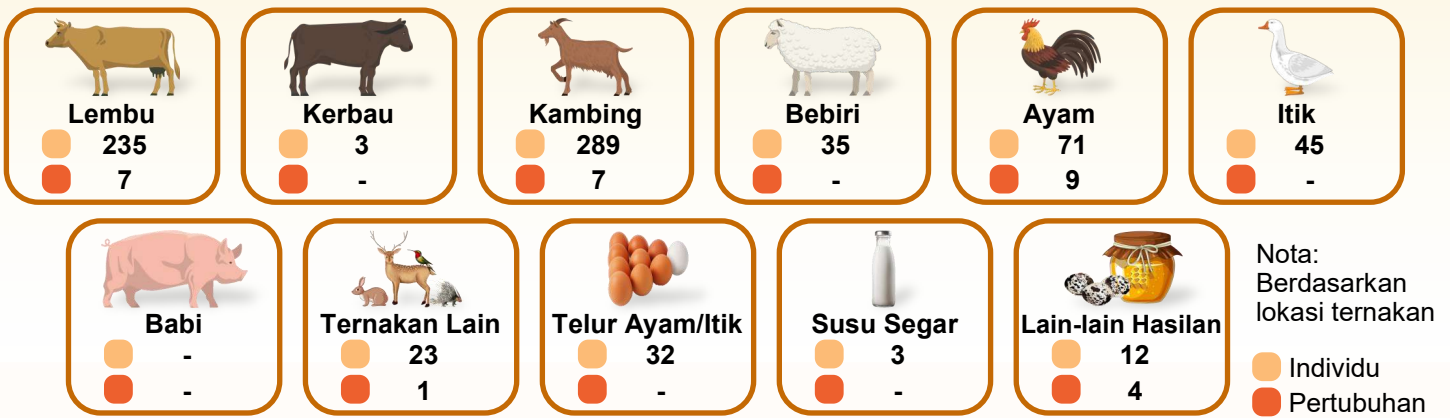 Lembu
235
7
Kerbau
3
-
Kambing
289
7
Bebiri
35
-
Ayam
71
9
Itik
45
-
Babi
-
-
Ternakan Lain
23
1
Telur Ayam/Itik
32
-
Susu Segar
3
-
Lain-lain Hasilan
12
4
Nota:
Berdasarkan
lokasi ternakan
Individu
Pertubuhan